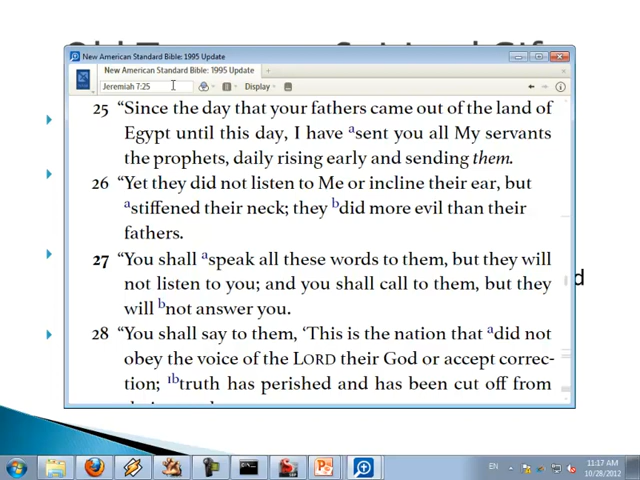 New American Standard Bible: 1995 Update
New American Standard Bible: 1995 Update
Jeremiah 7:25
Display
25 “Since the day that your fathers came out of the land of
Egypt until this day, I have asent you all My servants
the prophets, daily rising early and sending them.
26 “Yet they did not listen to Me or incline their ear, but
astiffened their neck; they bdid more evil than their
fathers.
27 “You shall aspeak all these words to them, but they will
not listen to you; and you shall call to them, but they
will bnot answer you.
28 “You shall say to them, ‘This is the nation that adid not
obey the voice of the LORD their God or accept correc-
tion; 1btruth has perished and has been cut off from
EN
11:17 AM
10/28/2012